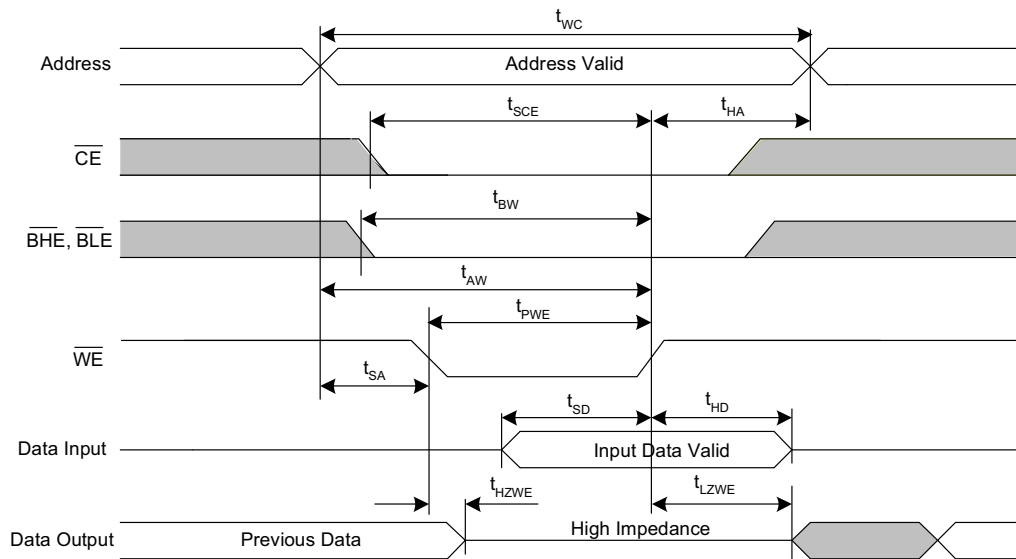 tWC
Address
Address Valid
tSCE
tHA
CE
tBW
BHE, BLE
tAW
tPWE
WE
tSA
tSD
tHD
Data Input
Input Data Valid
tHZWE
tLZWE
Data Output
Previous Data
High Impedance